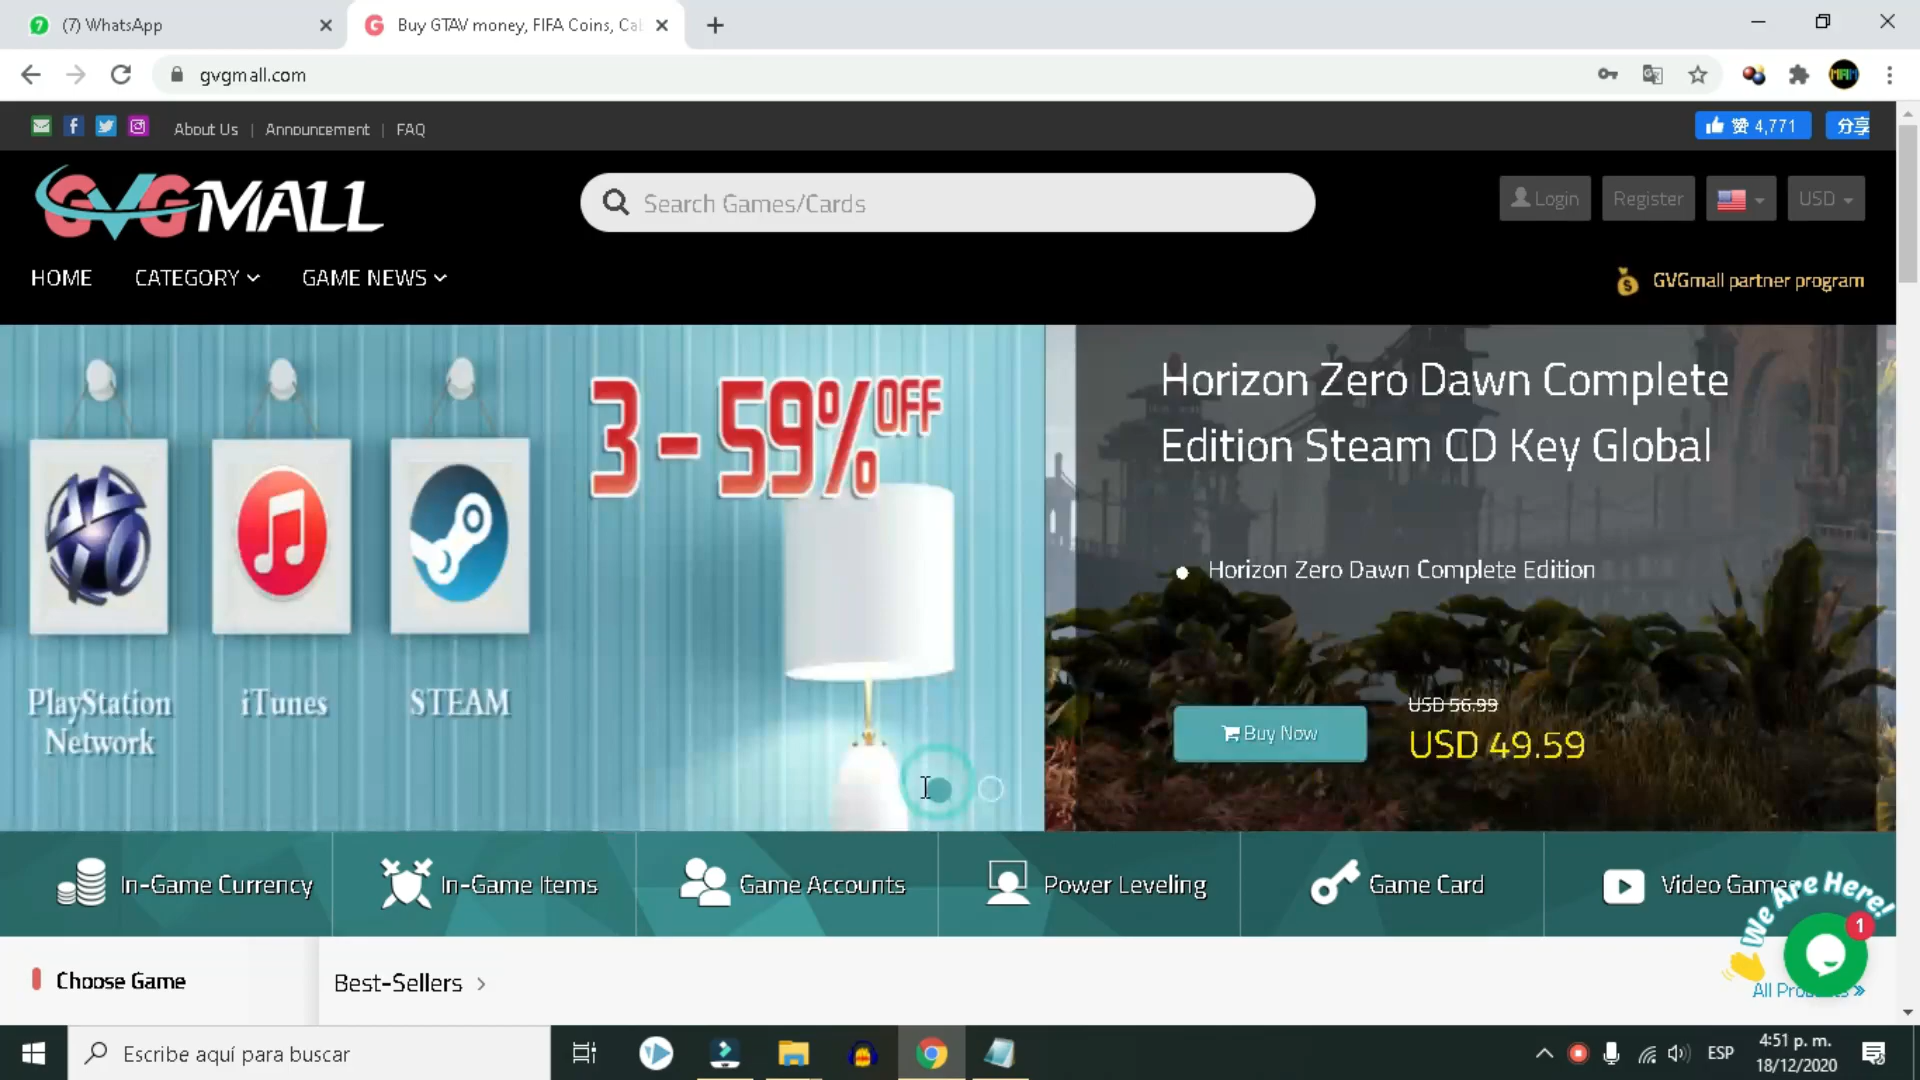 (7) WhatsApp
Buy GTAV money, FIFA Coins, Cal
gvgmall.com
About Us | Announcement | FAQ
赞 4,771
分享
GVGMALL
Search Games/Cards
Login
Register
USD
HOME
CATEGORY
GAME NEWS
GVGmall partner program
3-59%OFF
PlayStation
Network
iTunes
STEAM
Horizon Zero Dawn Complete
Edition Steam CD Key Global
Horizon Zero Dawn Complete Edition
Buy Now
USD 56.99
USD 49.59
In-Game Currency
In-Game Items
Game Accounts
Power Leveling
Game Card
Video Games
We Are Here!
1
Choose Game
Best-Sellers
All Products
Escribe aquí para buscar
ESP
4:51 p. m.
18/12/2020